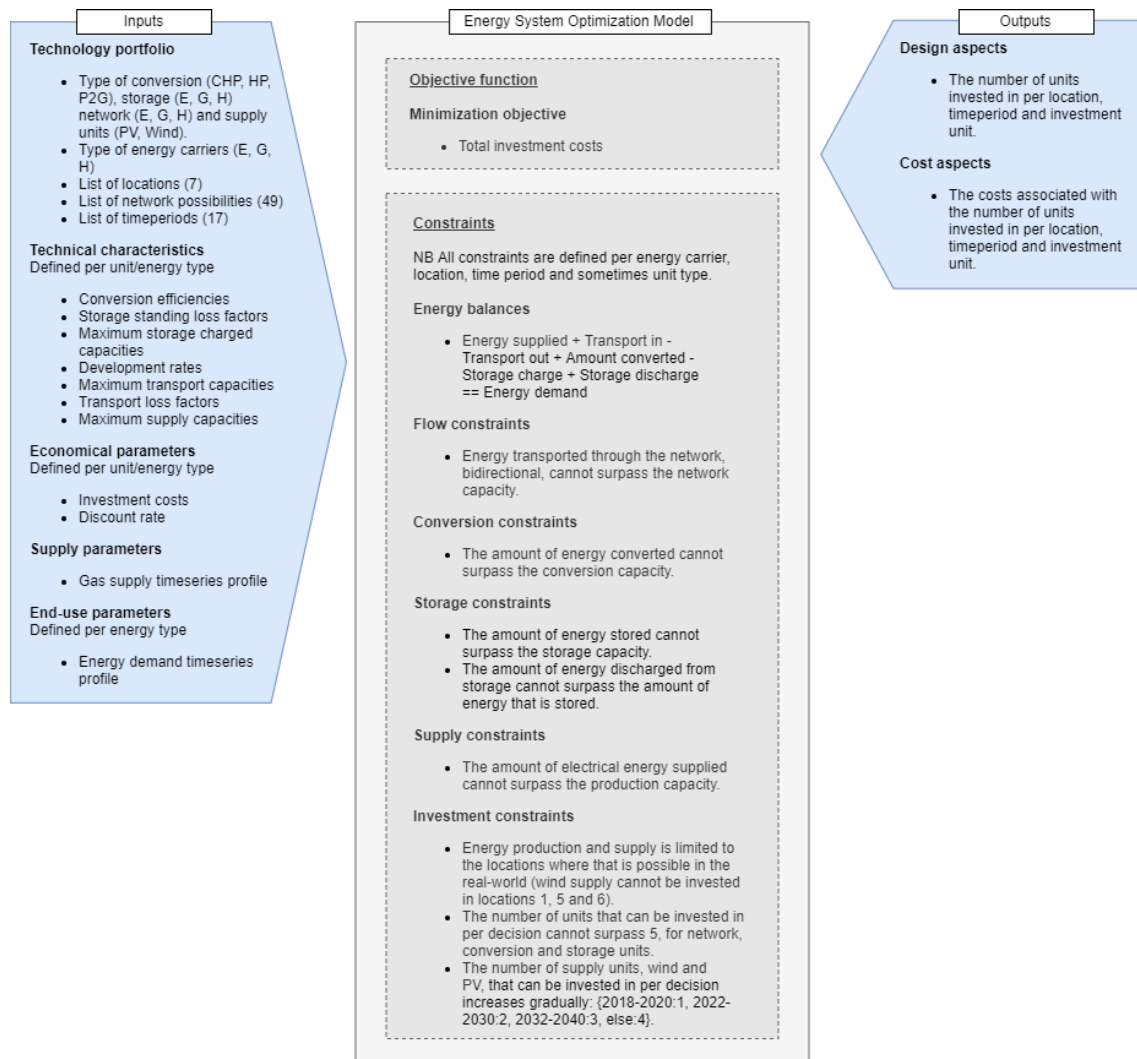 Inputs
Technology portfolio
• Type of conversion (CHP, HP,
P2G), storage (E, G, H)
network (E, G, H) and supply
units (PV, Wind).
• Type of energy carriers (E, G,
H)
• List of locations (7)
• List of network possibilities (49)
• List of timeperiods (17)
Technical characteristics
Defined per unit/energy type
• Conversion efficiencies
• Storage standing loss factors
• Maximum storage charged
capacities
• Development rates
• Maximum transport capacities
• Transport loss factors
• Maximum supply capacities
Economical parameters
Defined per unit/energy type
• Investment costs
• Discount rate
Supply parameters
• Gas supply timeseries profile
End-use parameters
Defined per energy type
• Energy demand timeseries
profile
Energy System Optimization Model
Objective function
Minimization objective
• Total investment costs
Constraints
NB All constraints are defined per energy carrier,
location, time period and sometimes unit type.
Energy balances
• Energy supplied + Transport in -
Transport out + Amount converted -
Storage charge + Storage discharge
== Energy demand
Flow constraints
• Energy transported through the network,
bidirectional, cannot surpass the network
capacity.
Conversion constraints
• The amount of energy converted cannot
surpass the conversion capacity.
Storage constraints
• The amount of energy stored cannot
surpass the storage capacity.
• The amount of energy discharged from
storage cannot surpass the amount of
energy that is stored.
Supply constraints
• The amount of electrical energy supplied
cannot surpass the production capacity.
Investment constraints
• Energy production and supply is limited to
the locations where that is possible in the
real-world (wind supply cannot be invested
in locations 1, 5 and 6).
• The number of units that can be invested in
per decision cannot surpass 5, for network,
conversion and storage units.
• The number of supply units, wind and
PV, that can be invested in per decision
increases gradually: {2018-2020:1, 2022-
2030:2, 2032-2040:3, else:4}.
Outputs
Design aspects
• The number of units
invested in per location,
timeperiod and investment
unit.
Cost aspects
• The costs associated with
the number of units
invested in per location,
timeperiod and investment
unit.